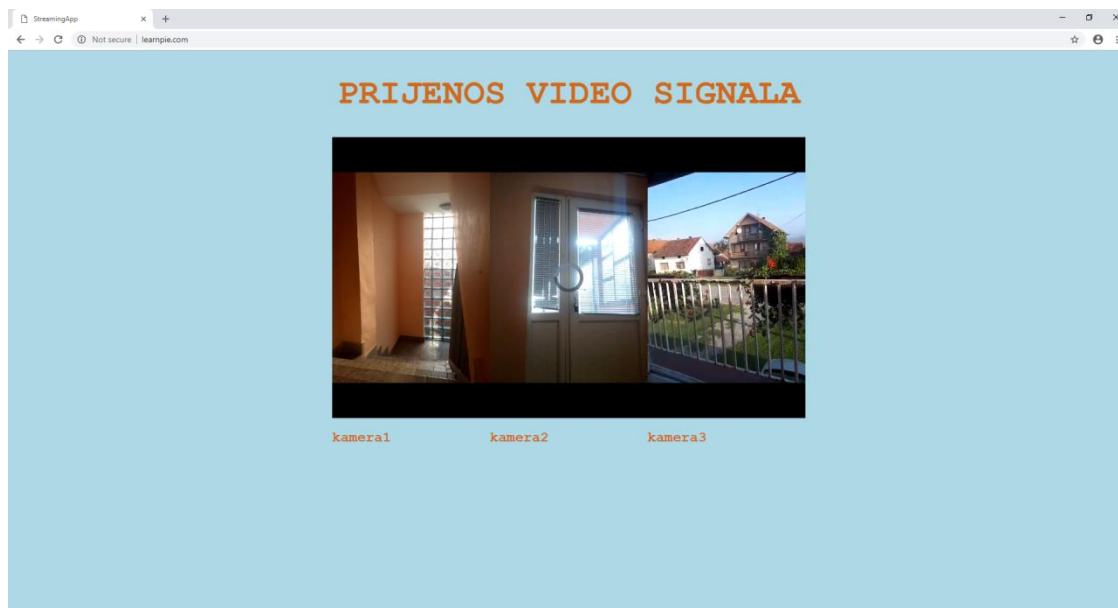 StreamingApp
Not secure | learnpie.com
PRIJENOS VIDEO SIGNALA
kamera1 kamera2 kamera3